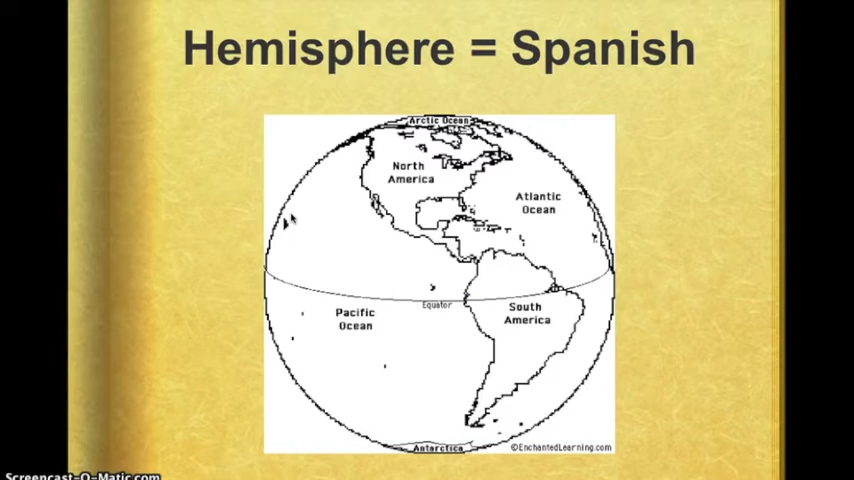 Hemisphere = Spanish
Arctic Ocean
North
America
Atlantic
Ocean
Equator
South
America
Pacific
Ocean
Antarctica
©EnchantedLearning.com
Screencast-O-Matic.com